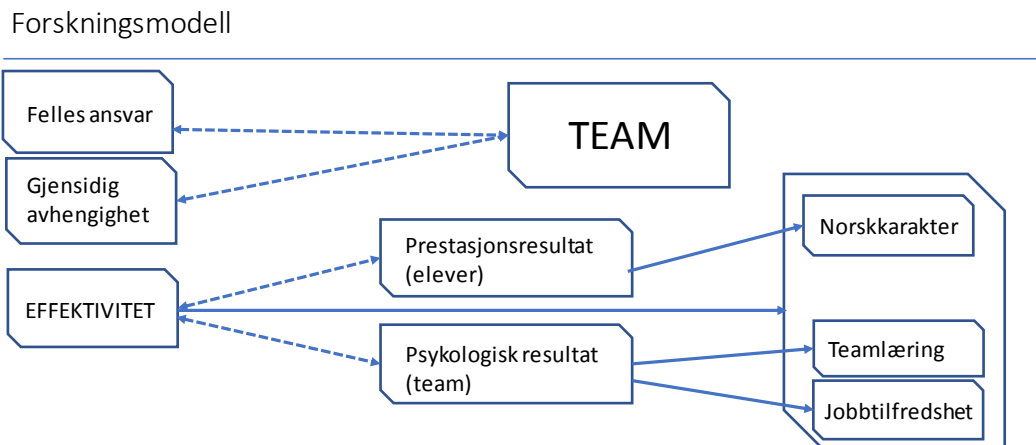 Forskningsmodell
Felles ansvar
TEAM
Gjensidig
avhengighet
Norskkarakter
Prestasjonsresultat
(elever)
EFFEKTIVITET
Psykologisk resultat
(team)
Teamlæring
Jobbtilfredshet